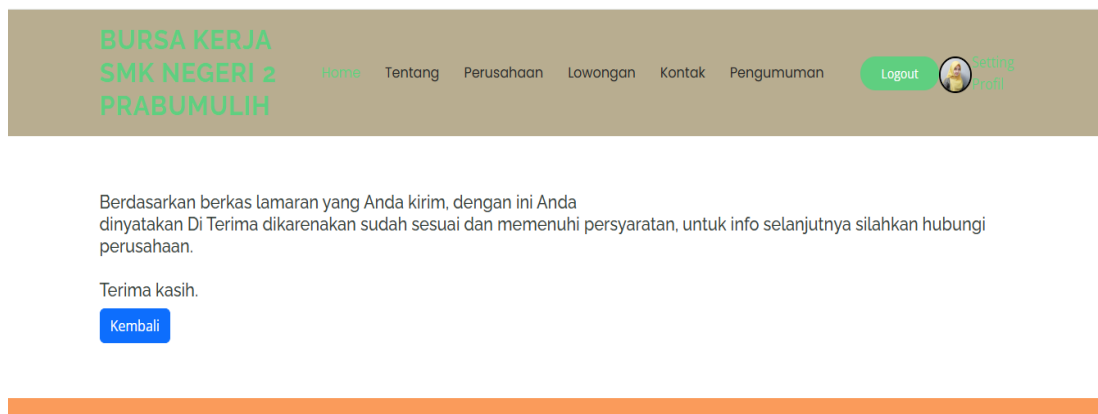 BURSA KERJA
SMK NEGERI 2
PRABUMULIH
Home Tentang Perusahaan Lowongan Kontak Pengumuman Logout Setting
Profil
Berdasarkan berkas lamaran yang Anda kirim, dengan ini Anda
dinyatakan Di Terima dikarenakan sudah sesuai dan memenuhi persyaratan, untuk info selanjutnya silahkan hubungi
perusahaan.
Terima kasih.
Kembali